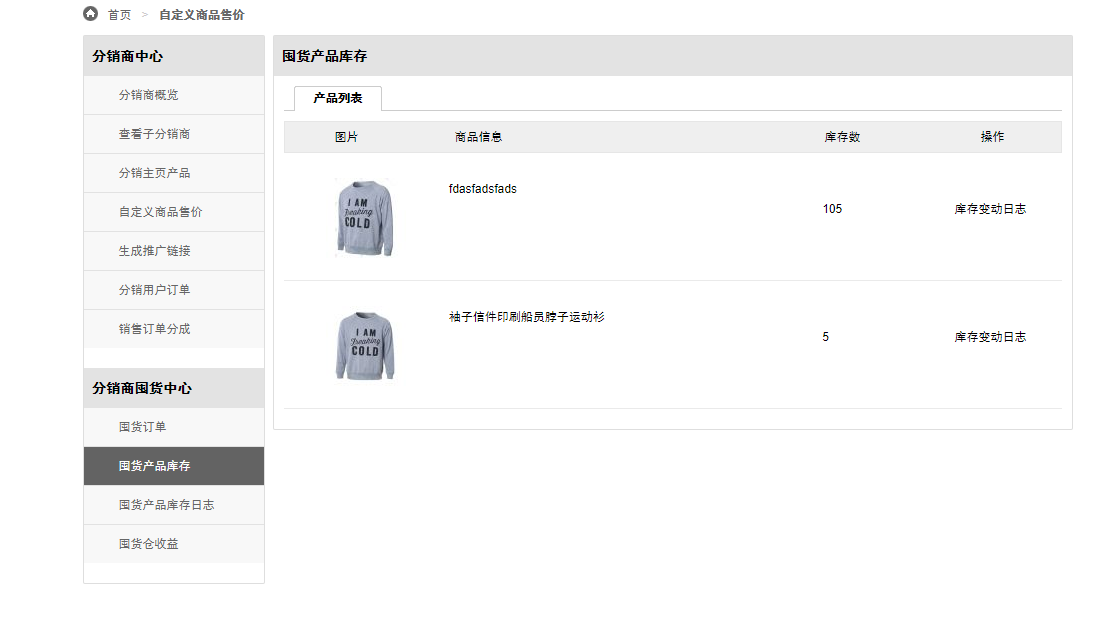 首页 > 自定义商品售价
分销商中心
分销商概览
查看子分销商
分销主页产品
自定义商品售价
生成推广链接
分销用户订单
销售订单分成
分销商囤货中心
囤货订单
囤货产品库存
囤货产品库存日志
囤货仓收益
囤货产品库存
产品列表
图片 商品信息 库存数 操作
I AM
Freaking
COLD
fdasfadsfads
105
库存变动日志
I AM
Freaking
COLD
袖子信件印刷船员脖子运动衫
5
库存变动日志